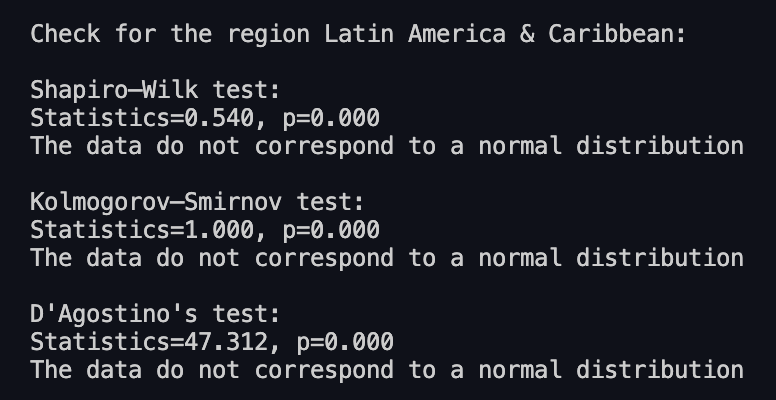 Check for the region Latin America & Caribbean:
Shapiro–Wilk test:
Statistics=0.540, p=0.000
The data do not correspond to a normal distribution
Kolmogorov–Smirnov test:
Statistics=1.000, p=0.000
The data do not correspond to a normal distribution
D'Agostino's test:
Statistics=47.312, p=0.000
The data do not correspond to a normal distribution